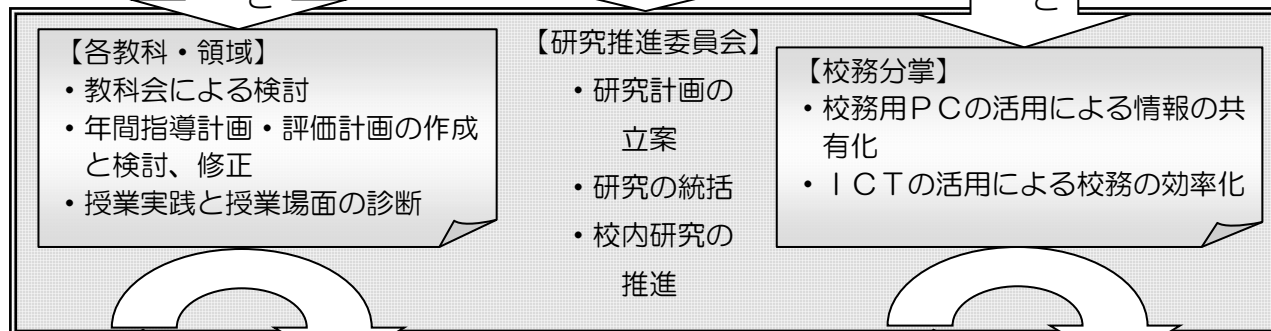 と
と
【各教科・領域】
・教科会による検討
・年間指導計画・評価計画の作成
と検討、修正
・授業実践と授業場面の診断
【研究推進委員会】
・研究計画の
立案
・研究の統括
・校内研究の
推進
【校務分掌】
・校務用ＰＣの活用による情報の共
有化
・ＩＣＴの活用による校務の効率化